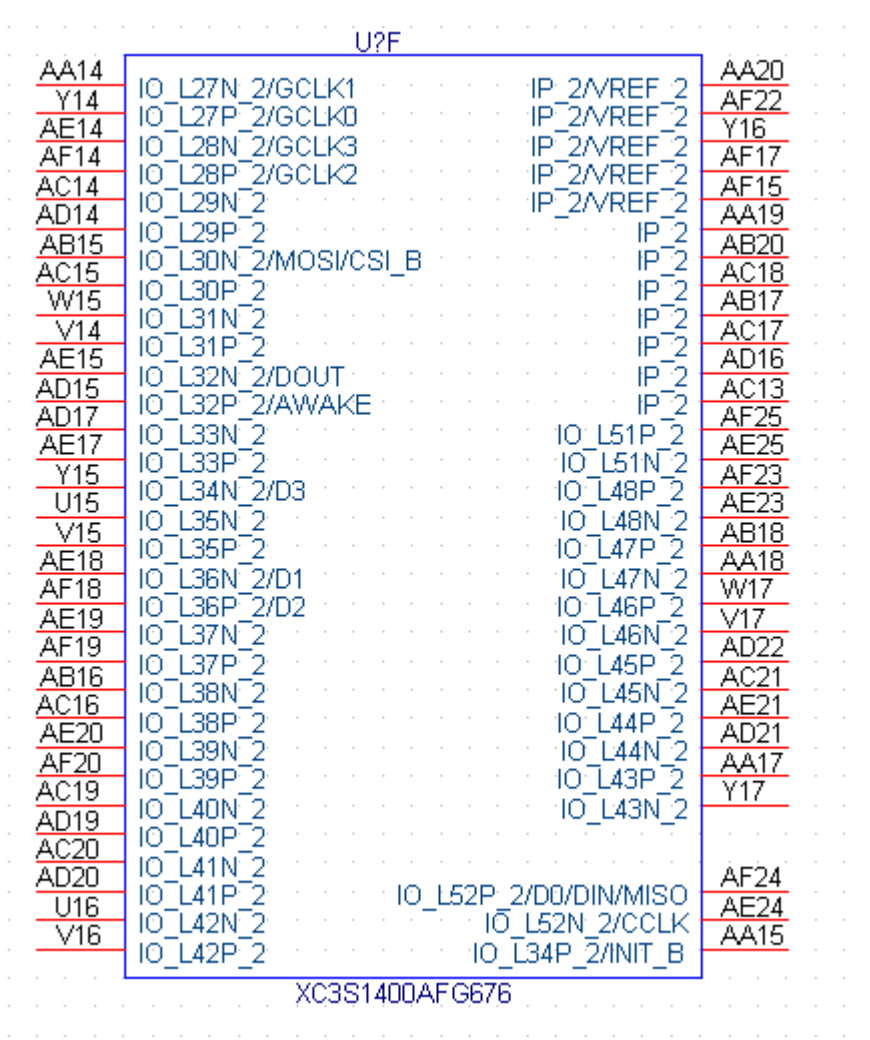 U?F
AA14 IO_L27N_2/GCLK1 IP_2/VREF_2 AA20
Y14 IO_L27P_2/GCLK0 IP_2/VREF_2 AF22
AE14 IO_L28N_2/GCLK3 IP_2/VREF_2 Y16
AF14 IO_L28P_2/GCLK2 IP_2/VREF_2 AF17
AC14 IO_L29N_2 IP_2/VREF_2 AF15
AD14 IO_L29P_2 IP_2 AA19
AB15 IO_L30N_2/MOSI/CSI_B IP_2 AB20
AC15 IO_L30P_2 IP_2 AC18
W15 IO_L31N_2 IP_2 AB17
V14 IO_L31P_2 IP_2 AC17
AE15 IO_L32N_2/DOUT IP_2 AD16
AD15 IO_L32P_2/AWAKE IP_2 AC13
AD17 IO_L33N_2 IO_L51P_2 AF25
AE17 IO_L33P_2 IO_L51N_2 AE25
Y15 IO_L34N_2/D3 IO_L48P_2 AF23
U15 IO_L35N_2 IO_L48N_2 AE23
V15 IO_L35P_2 IO_L47P_2 AB18
AE18 IO_L36N_2/D1 IO_L47N_2 AA18
AF18 IO_L36P_2/D2 IO_L46P_2 W17
AE19 IO_L37N_2 IO_L46N_2 V17
AF19 IO_L37P_2 IO_L45P_2 AD22
AB16 IO_L38N_2 IO_L45N_2 AC21
AC16 IO_L38P_2 IO_L44P_2 AE21
AE20 IO_L39N_2 IO_L44N_2 AD21
AF20 IO_L39P_2 IO_L43P_2 AA17
AC19 IO_L40N_2 IO_L43N_2 Y17
AD19 IO_L40P_2
AC20 IO_L41N_2
AD20 IO_L41P_2 IO_L52P_2/D0/DIN/MISO AF24
U16 IO_L42N_2 IO_L52N_2/CCLK AE24
V16 IO_L42P_2 IO_L34P_2/INIT_B AA15
XC3S1400AFG676